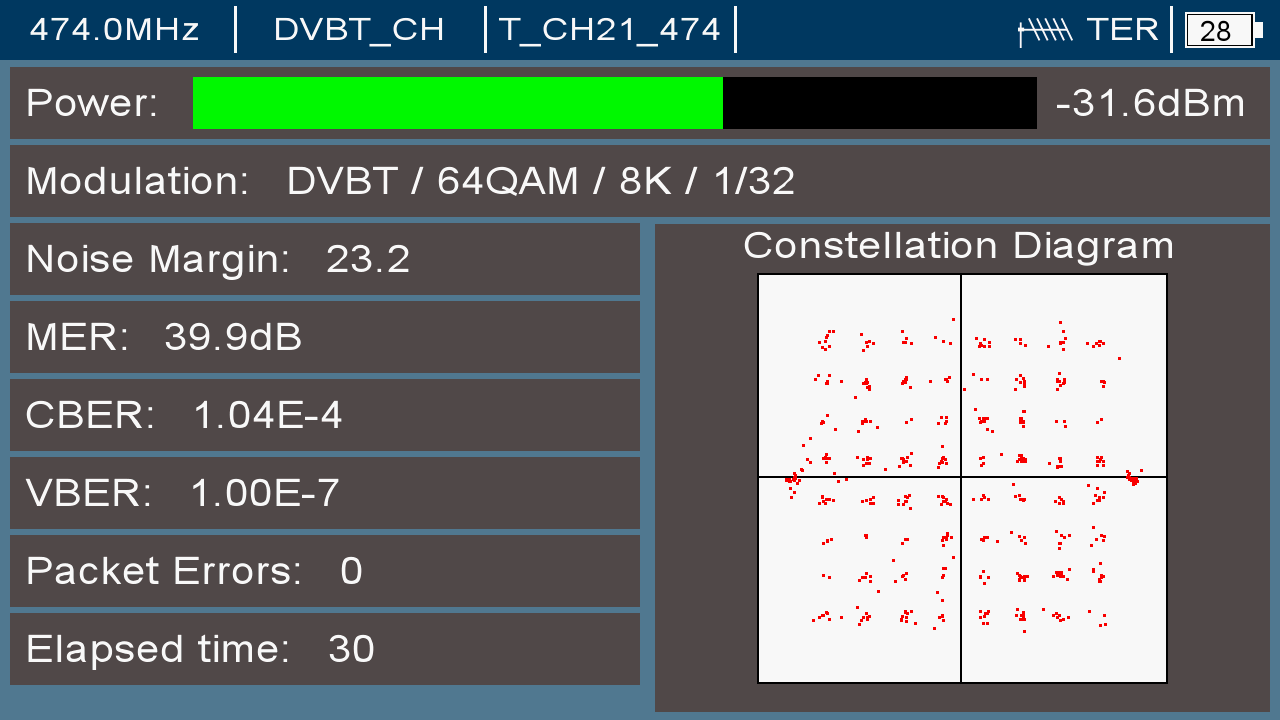 474.0MHz DVBT_CH T_CH21_474 TER 28
Power: -31.6dBm
Modulation: DVBT / 64QAM / 8K / 1/32
Noise Margin: 23.2
Constellation Diagram
MER: 39.9dB
CBER: 1.04E-4
VBER: 1.00E-7
Packet Errors: 0
Elapsed time: 30